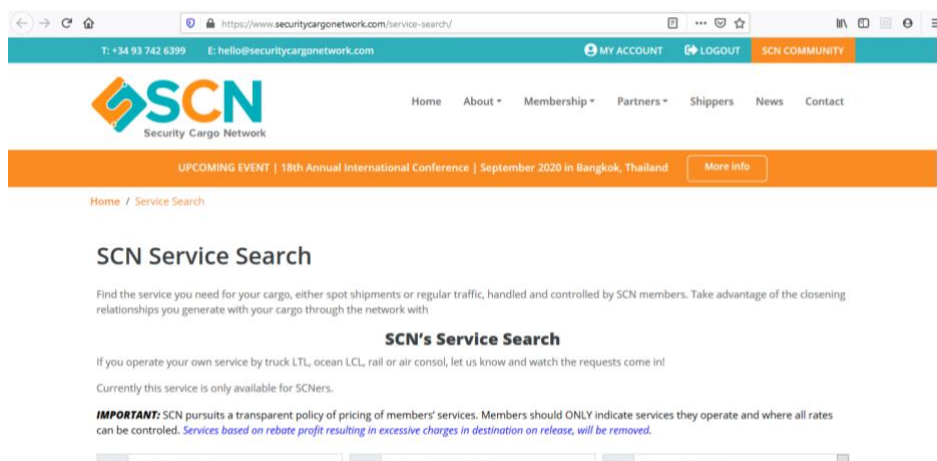 https://www.securitycargonetwork.com/service-search/
T: +34 93 742 6399 E: hello@securitycargonetwork.com MY ACCOUNT LOGOUT SCN COMMUNITY
SCN
Security Cargo Network
Home About Membership Partners Shippers News Contact
UPCOMING EVENT | 18th Annual International Conference | September 2020 in Bangkok, Thailand More info
Home / Service Search
SCN Service Search
Find the service you need for your cargo, either spot shipments or regular traffic, handled and controlled by SCN members. Take advantage of the closening
relationships you generate with your cargo through the network with
SCN's Service Search
If you operate your own service by truck LTL, ocean LCL, rail or air consol, let us know and watch the requests come in!
Currently this service is only available for SCNers.
IMPORTANT: SCN pursuits a transparent policy of pricing of members' services. Members should ONLY indicate services they operate and where all rates
can be controled. Services based on rebate profit resulting in excessive charges in destination on release, will be removed.